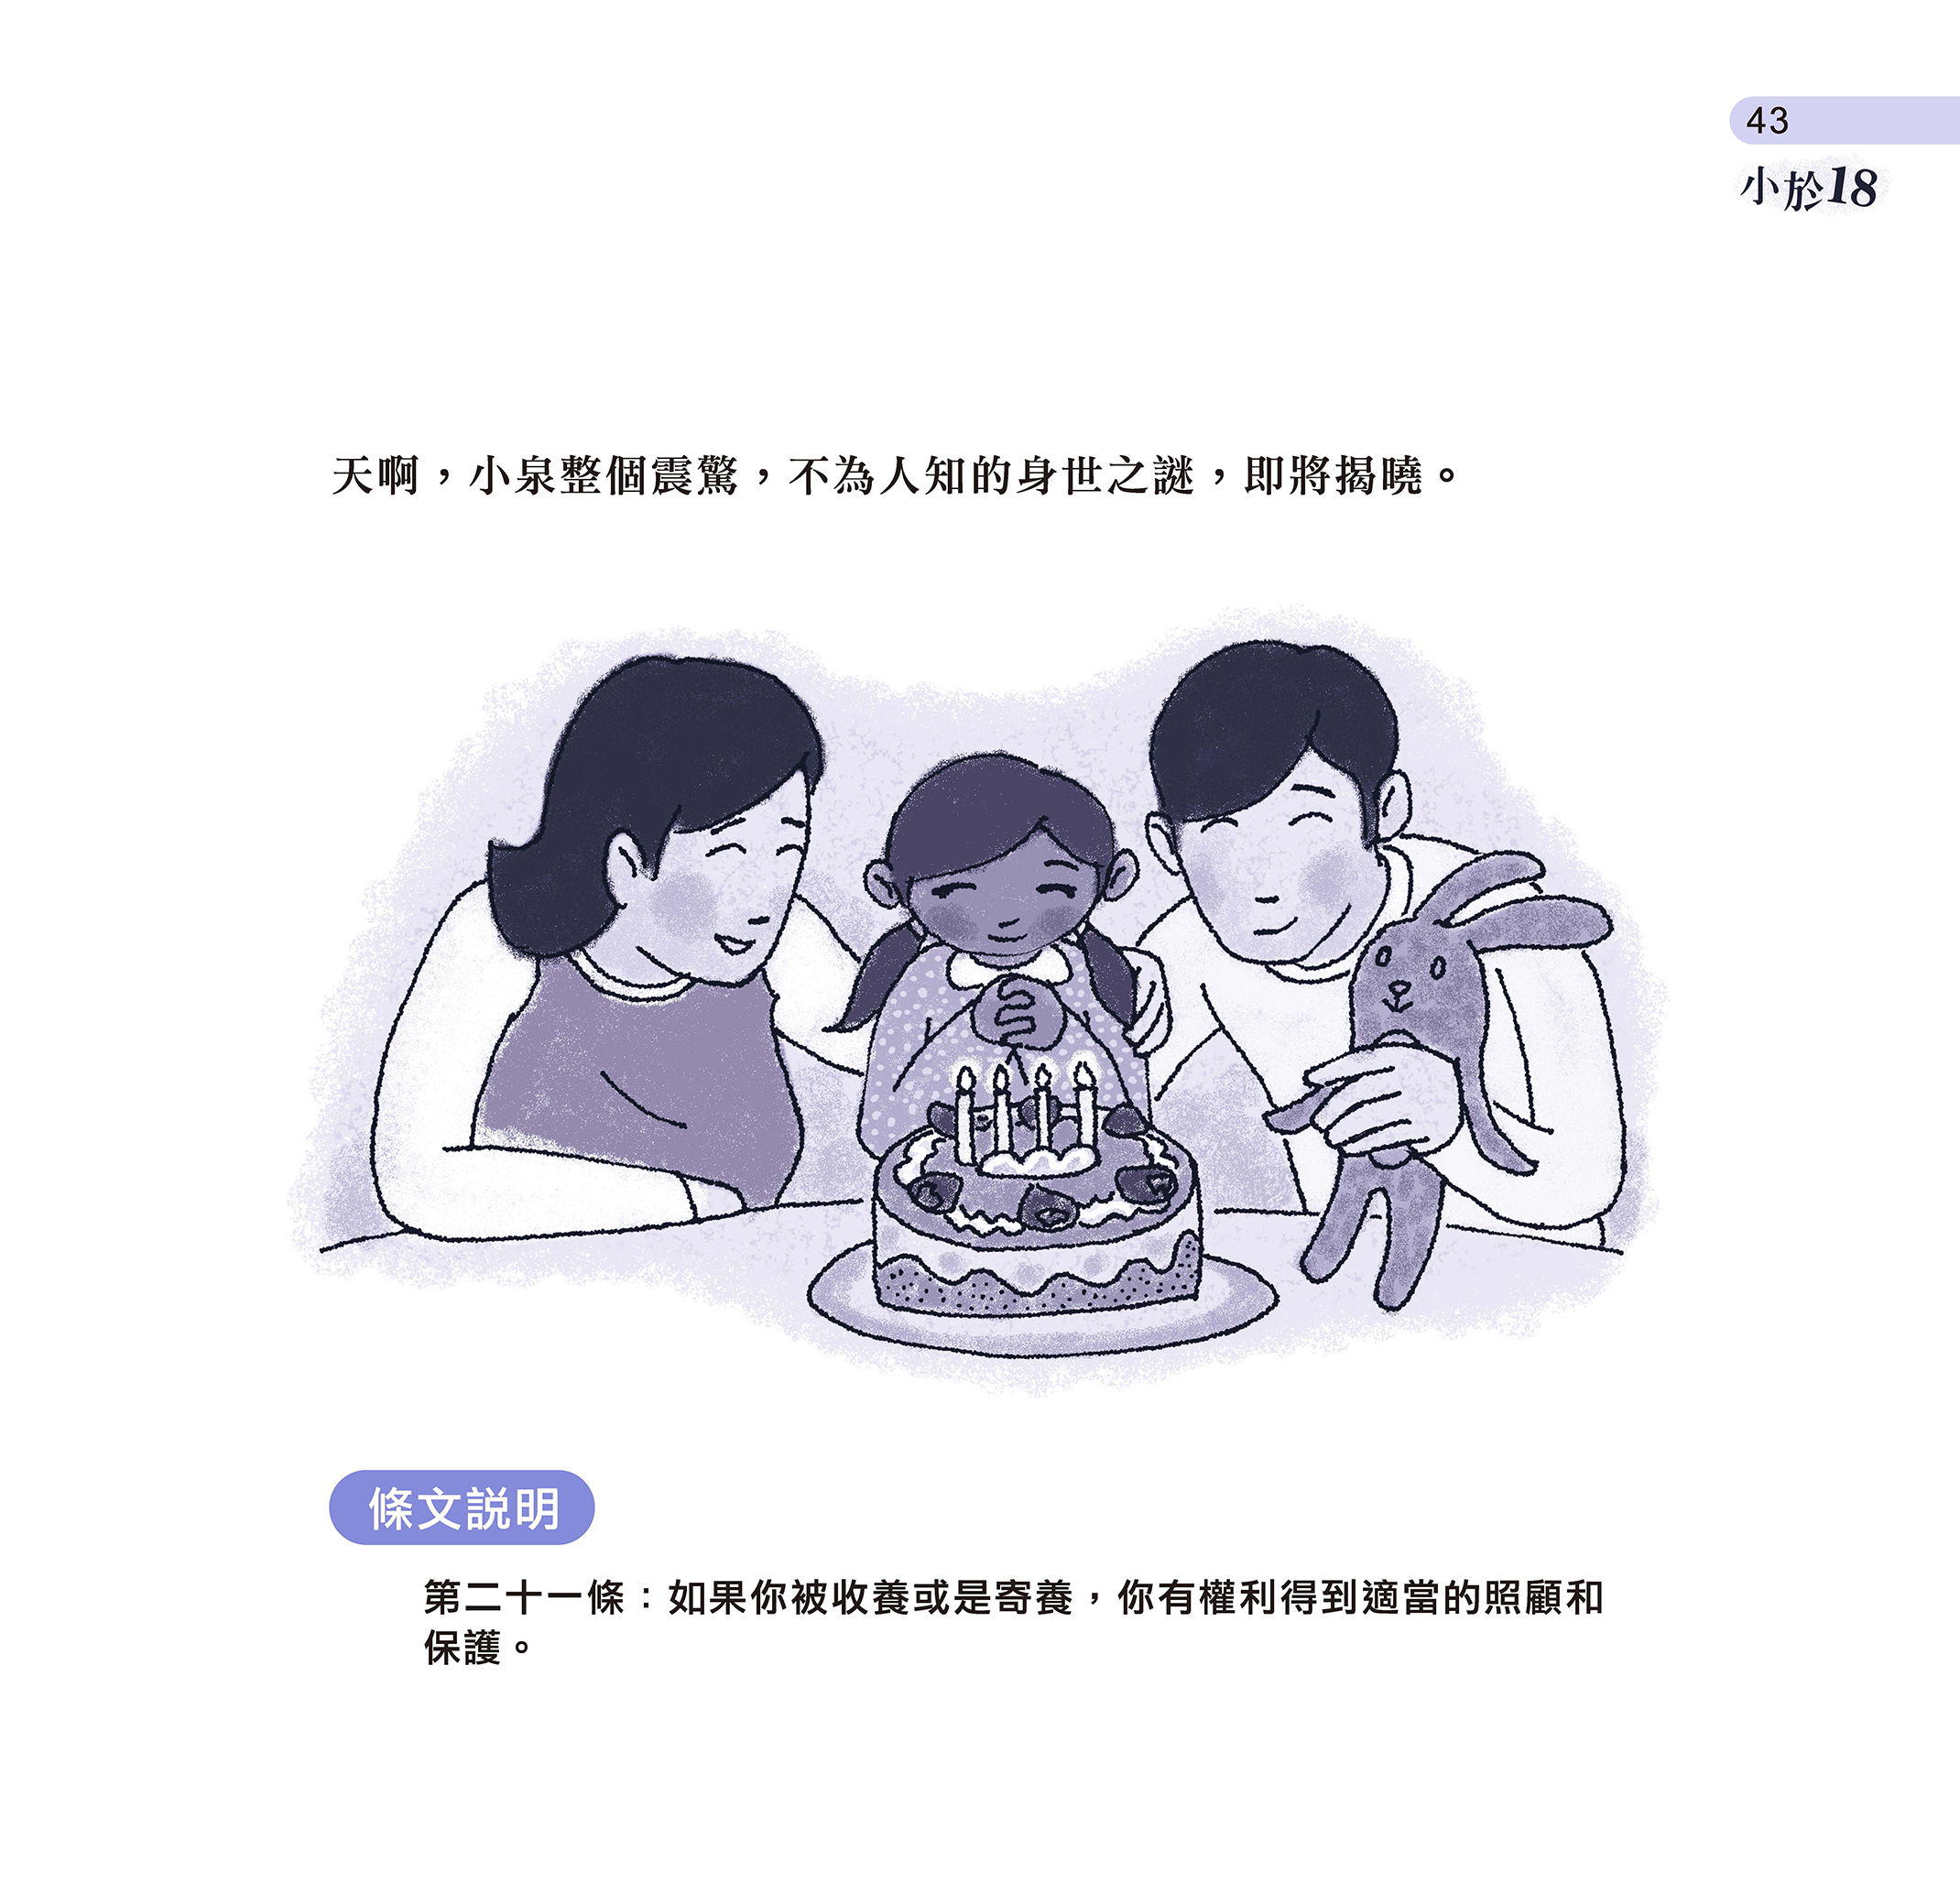 43
小於18
天啊，小泉整個震驚，不為人知的身世之謎，即將揭曉。
條文説明
第二十一條：如果你被收養或是寄養，你有權利得到適當的照顧和
保護。